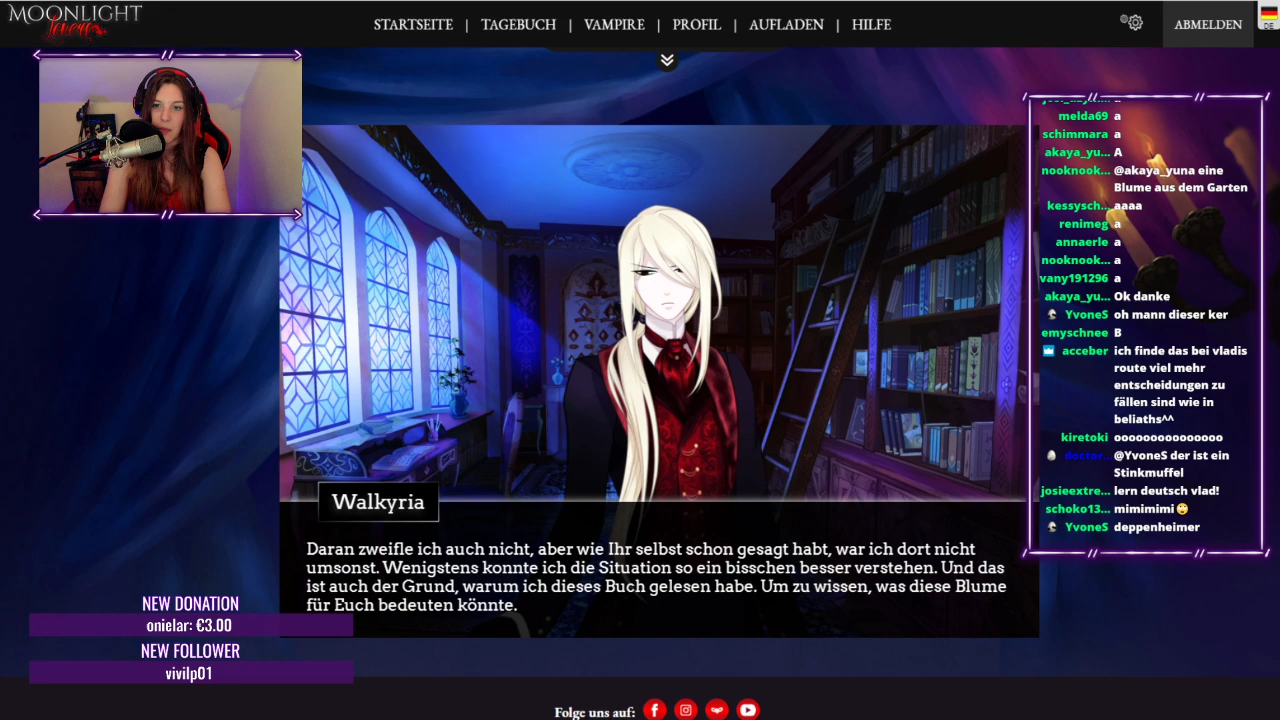 MOONLIGHT
Lovers
STARTSEITE | TAGEBUCH | VAMPIRE | PROFIL | AUFLADEN | HILFE
ABMELDEN
DE
melda69 a
schimmara a
akaya_yu... A
nooknook... @akaya_yuna eine
Blume aus dem Garten
kessysch... aaaa
renimeg a
annaerle a
nooknook... a
vany191296 a
akaya_yu... Ok danke
YvoneS oh mann dieser ker
emyschnee B
acceber ich finde das bei vladis
route viel mehr
entscheidungen zu
fällen sind wie in
beliaths^^
kiretoki ooooooooooooooo
doctor... @YvoneS der ist ein
Stinkmuffel
josieextre... lern deutsch vlad!
schoko13... mimimimi
YvoneS deppenheimer
Walkyria
Daran zweifle ich auch nicht, aber wie Ihr selbst schon gesagt habt, war ich dort nicht
umsonst. Wenigstens konnte ich die Situation so ein bisschen besser verstehen. Und das
ist auch der Grund, warum ich dieses Buch gelesen habe. Um zu wissen, was diese Blume
für Euch bedeuten könnte.
NEW DONATION
onielar: €3.00
NEW FOLLOWER
vivilp01
Folge uns auf: